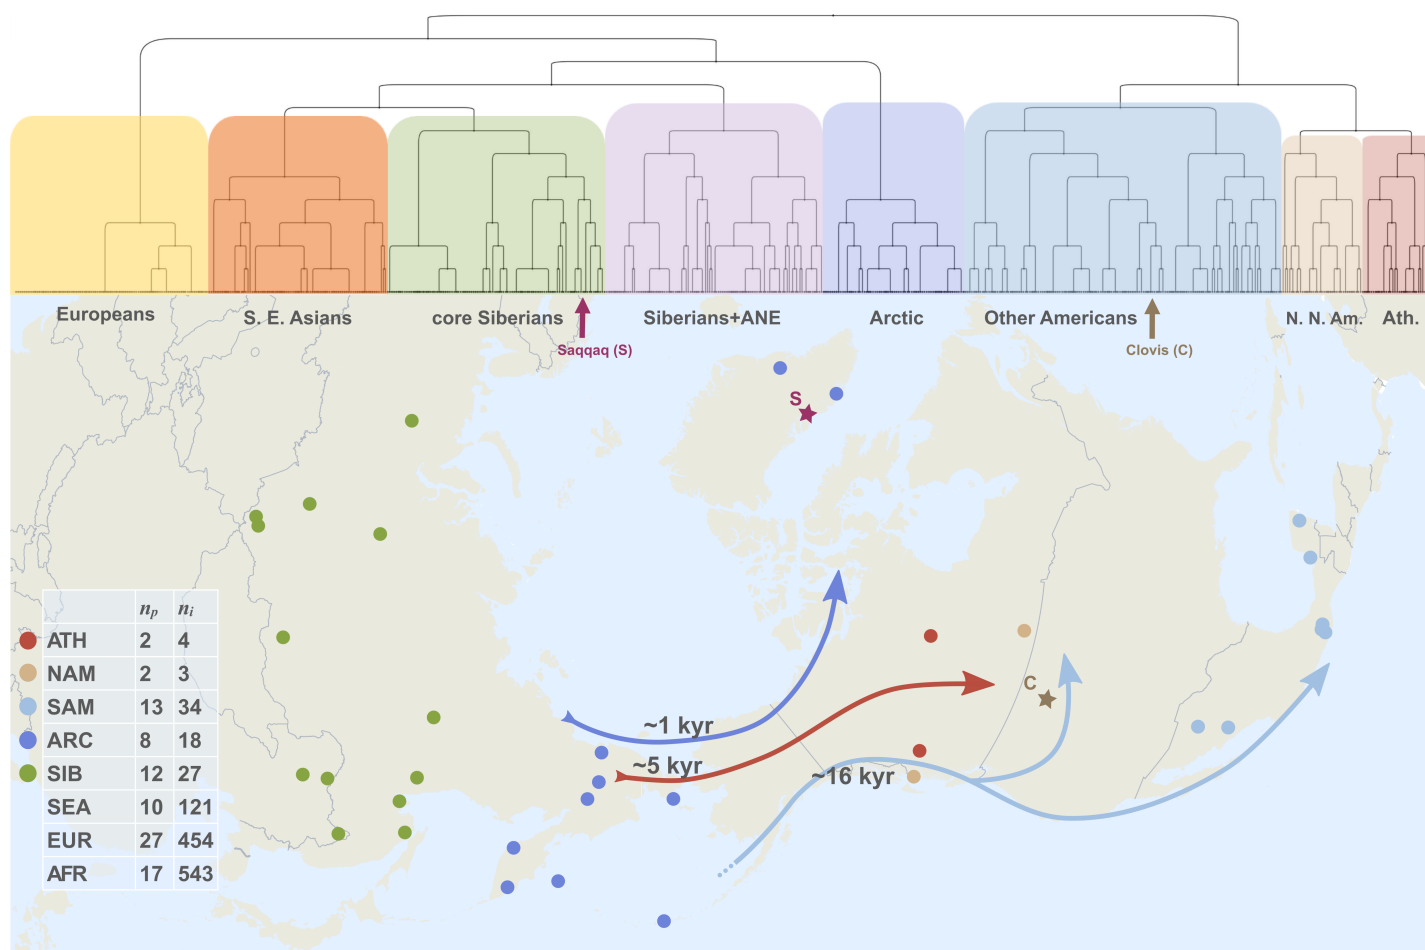 Europeans
S. E. Asians
core Siberians
Siberians+ANE
Arctic
Other Americans
N. N. Am.
Ath.
Saqqaq (S)
Clovis (C)
S
C
~1 kyr
~5 kyr
~16 kyr
np ni
ATH 2 4
NAM 2 3
SAM 13 34
ARC 8 18
SIB 12 27
SEA 10 121
EUR 27 454
AFR 17 543